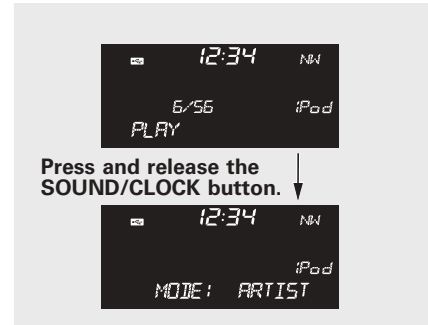 12:34 NW
6/56 iPod
PLAY
Press and release the
SOUND/CLOCK button.
12:34 NW
iPod
MODE: ARTIST